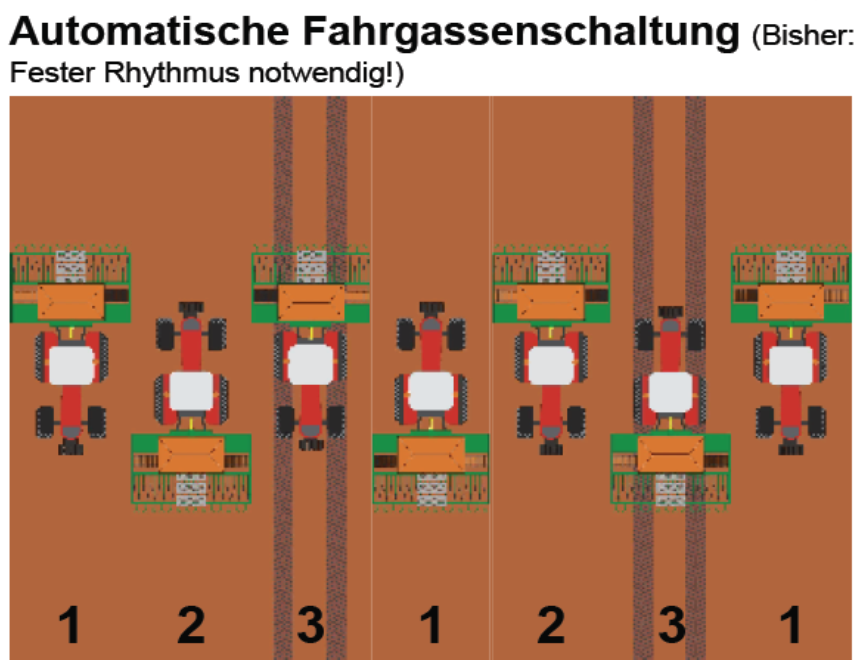 Automatische Fahrgassenschaltung (Bisher:
Fester Rhythmus notwendig!)
1 2 3 1 2 3 1